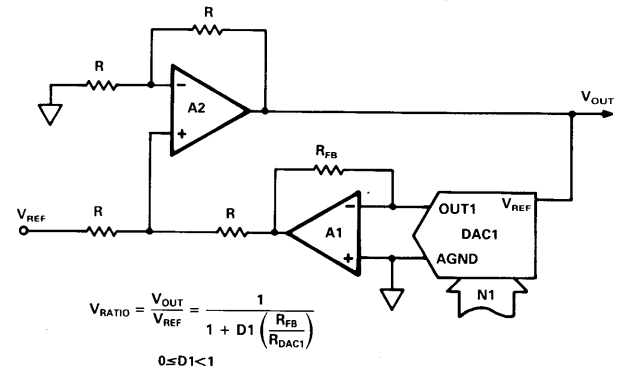 R
R
−
A2
+
V_OUT
R_FB
V_REF
R
R
−
A1
+
OUT1
V_REF
DAC1
AGND
N1
V_RATIO = V_OUT / V_REF = 1 / (1 + D1 (R_FB / R_DAC1))
0≤D1<1